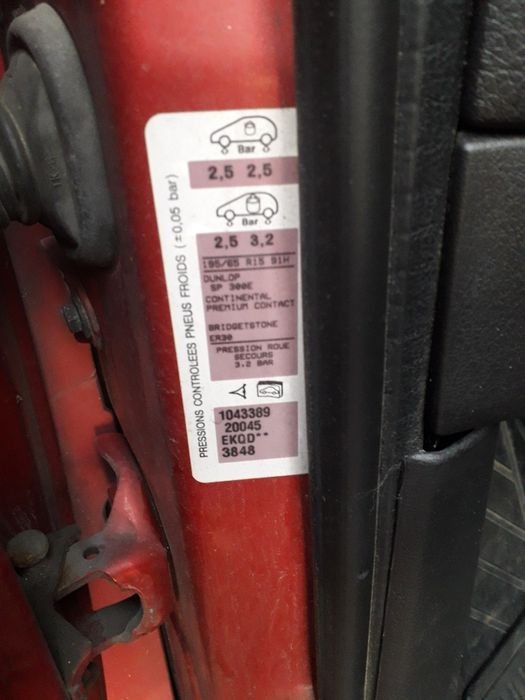 PRESSIONS CONTROLEES PNEUS FROIDS (±0,05 bar)
Bar
2,5 2,5
Bar
2,5 3,2
195/65 R15 91H
DUNLOP
SP 300E
CONTINENTAL
PREMIUM CONTACT
BRIDGETSTONE
ER30
PRESSION ROUE
SECOURS
3.2 BAR
1043389
20045
EKQD**
3848